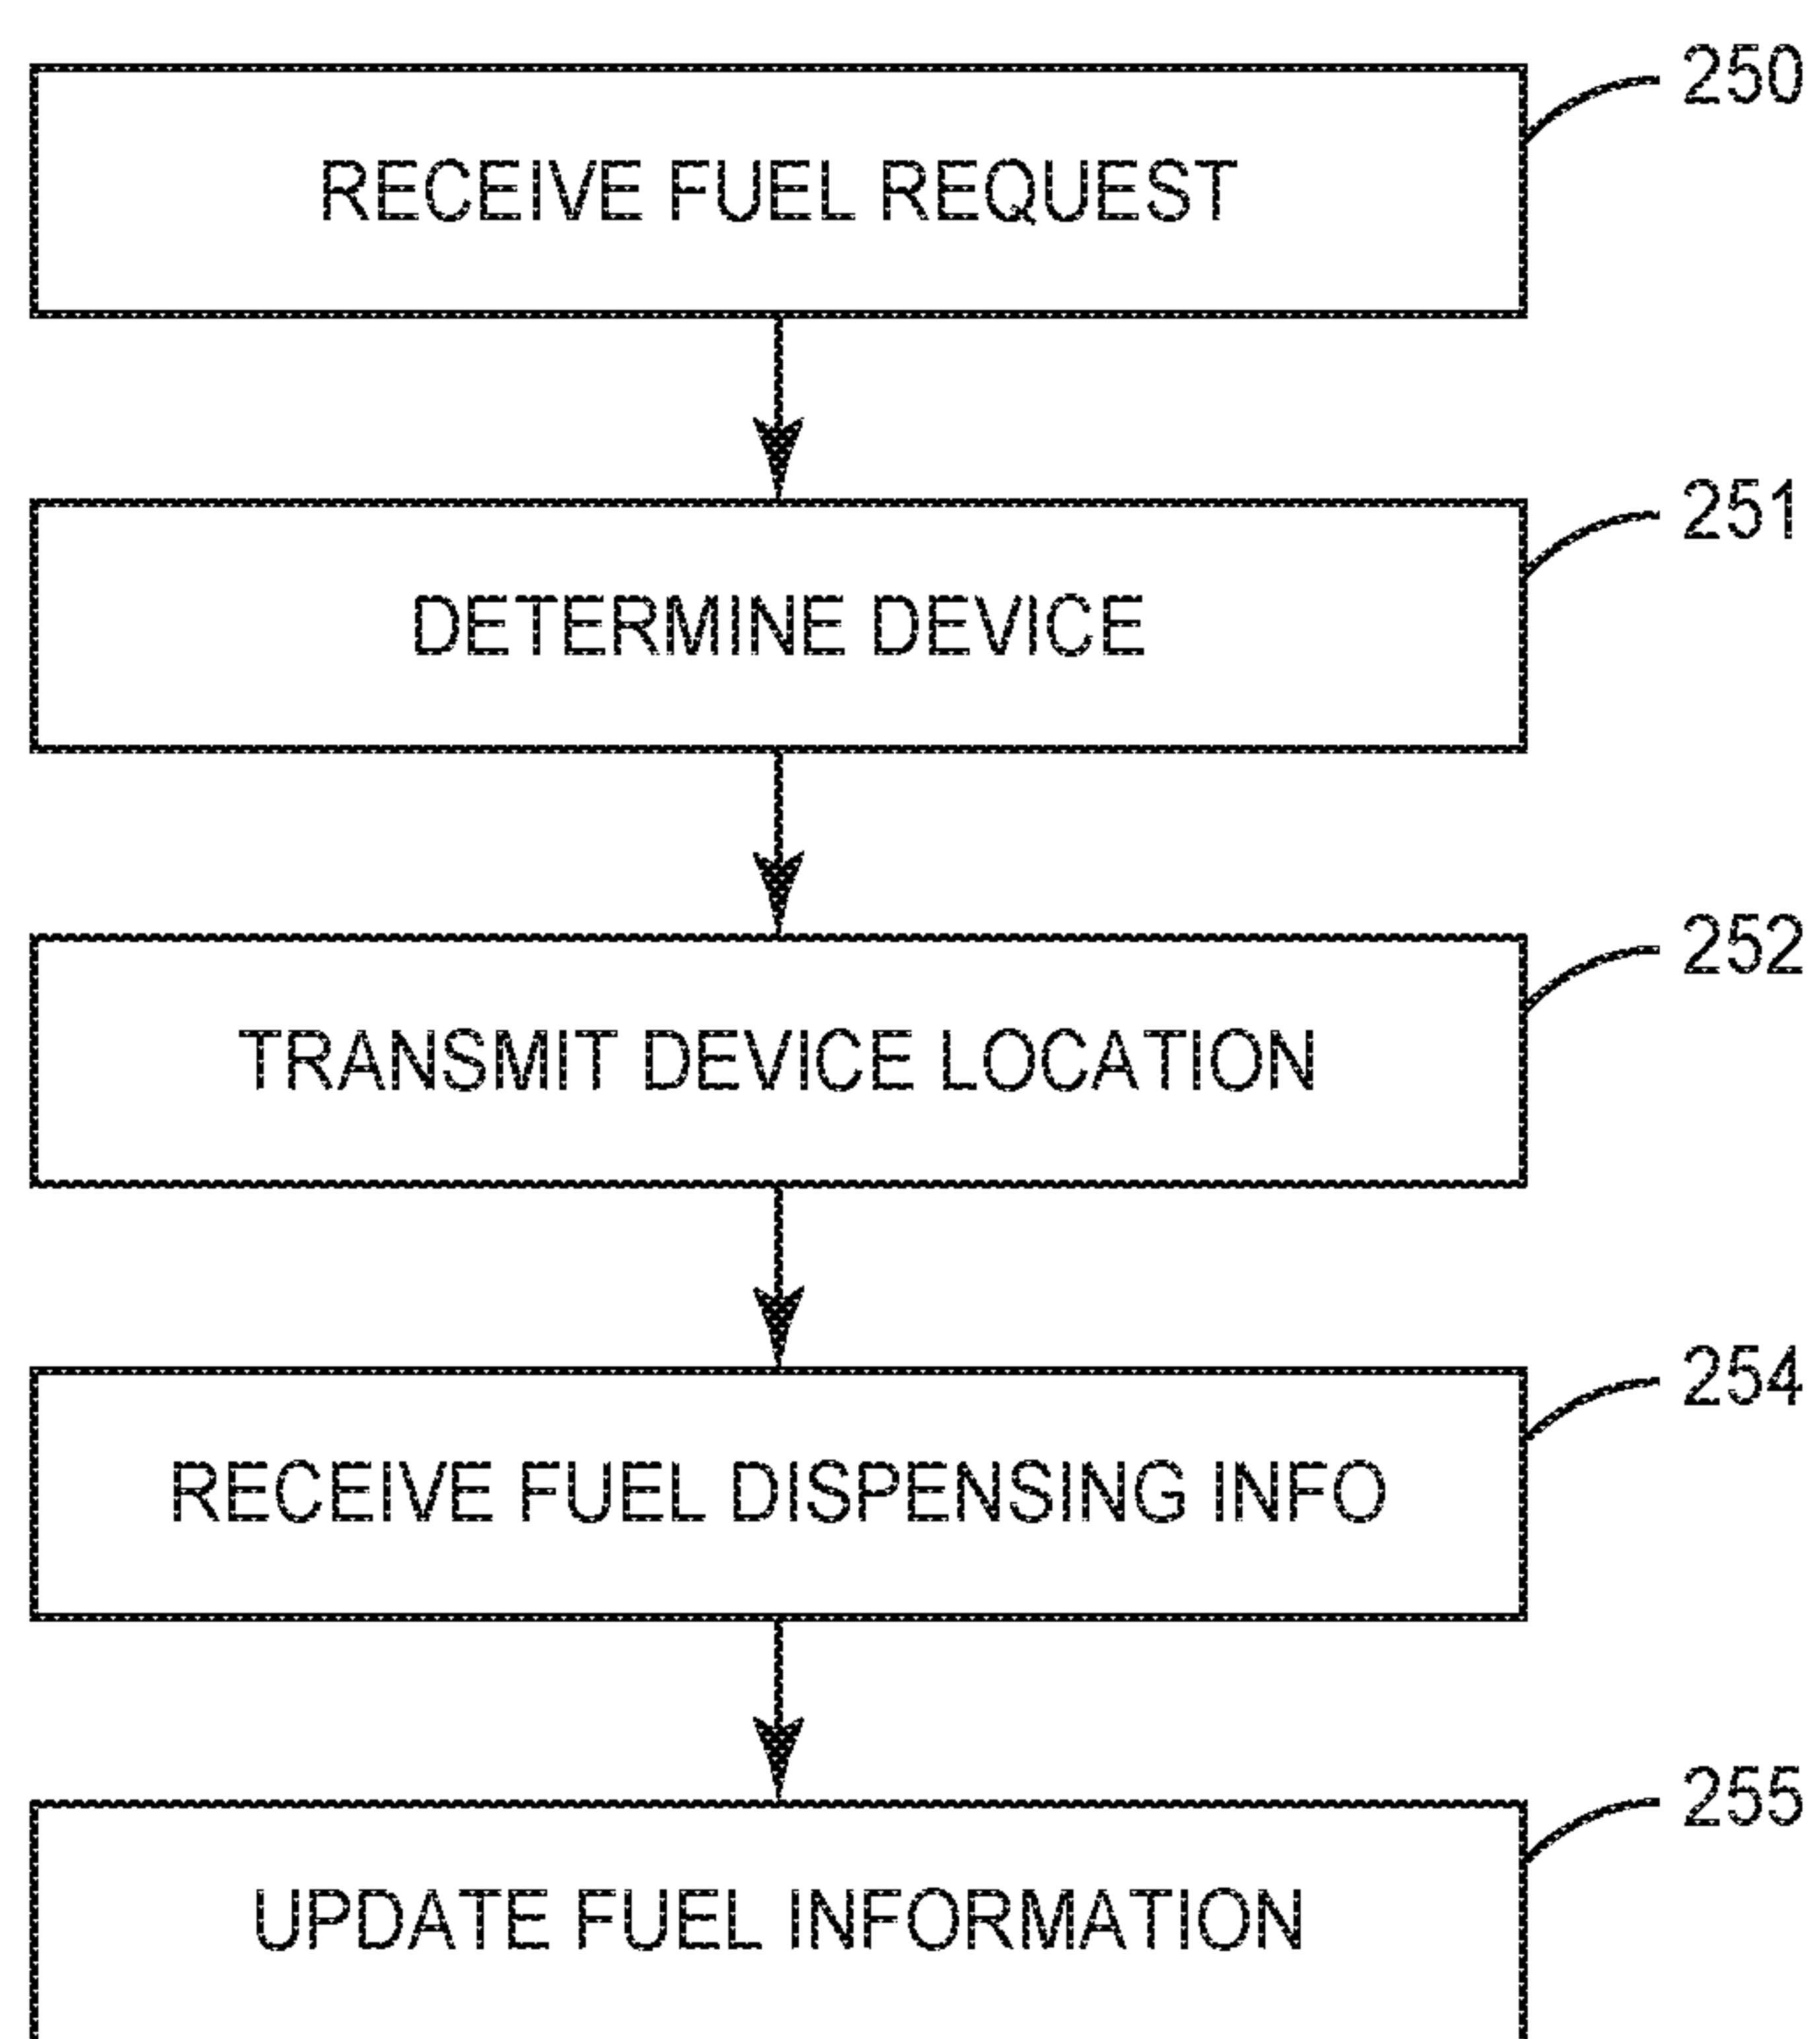 250
RECEIVE FUEL REQUEST
251
DETERMINE DEVICE
252
TRANSMIT DEVICE LOCATION
254
RECEIVE FUEL DISPENSING INFO
255
UPDATE FUEL INFORMATION